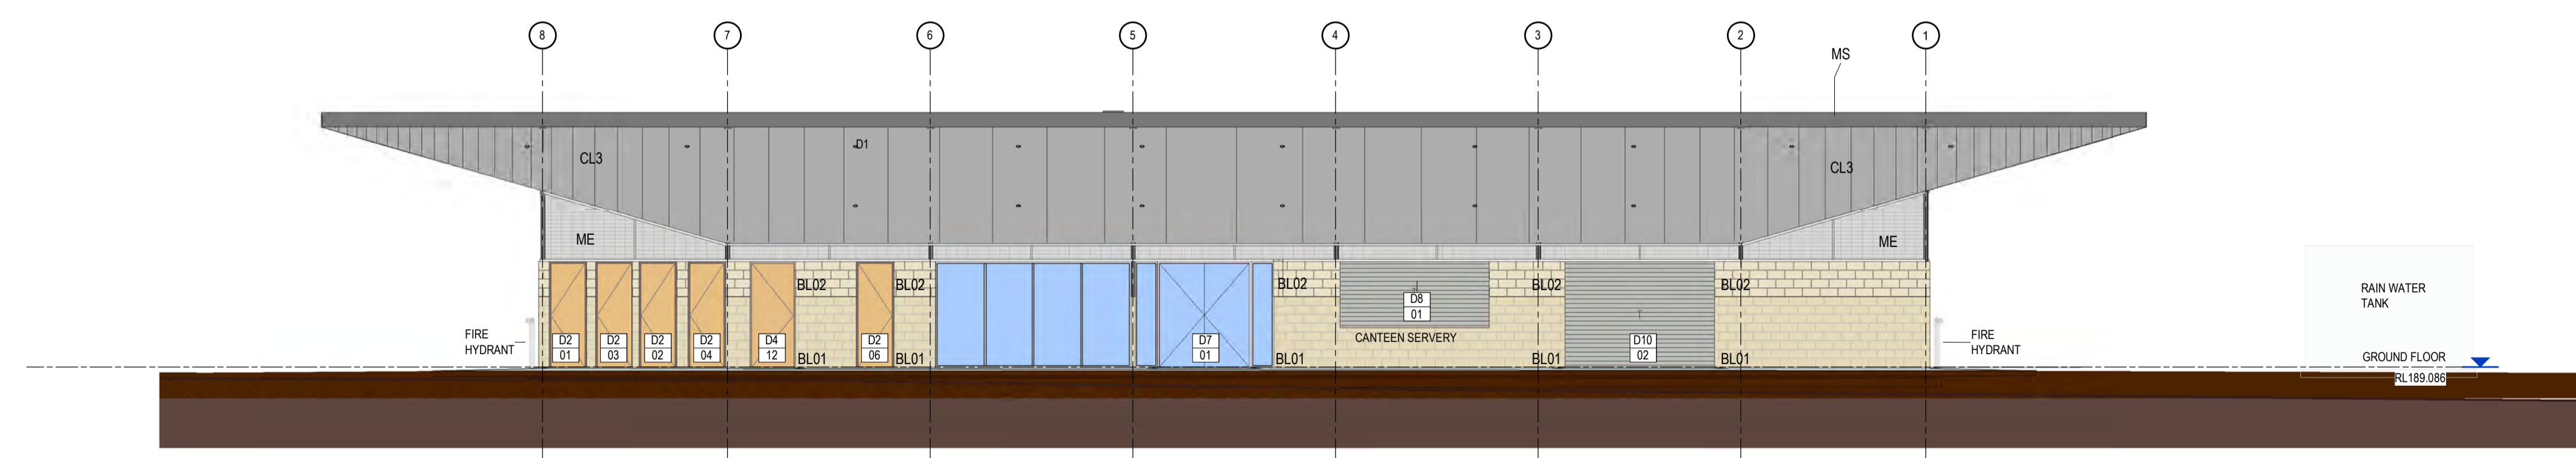 8
7
6
5
4
3
2
1
MS
CL3
D1
CL3
ME
ME
BL02
BL02
BL02
BL02
BL02
D8
01
RAIN WATER
TANK
FIRE
HYDRANT
D2
01
D2
03
D2
02
D2
04
D4
12
D2
06
D7
01
CANTEEN SERVERY
D10
02
FIRE
HYDRANT
BL01
BL01
BL01
BL01
BL01
GROUND FLOOR
RL189.086